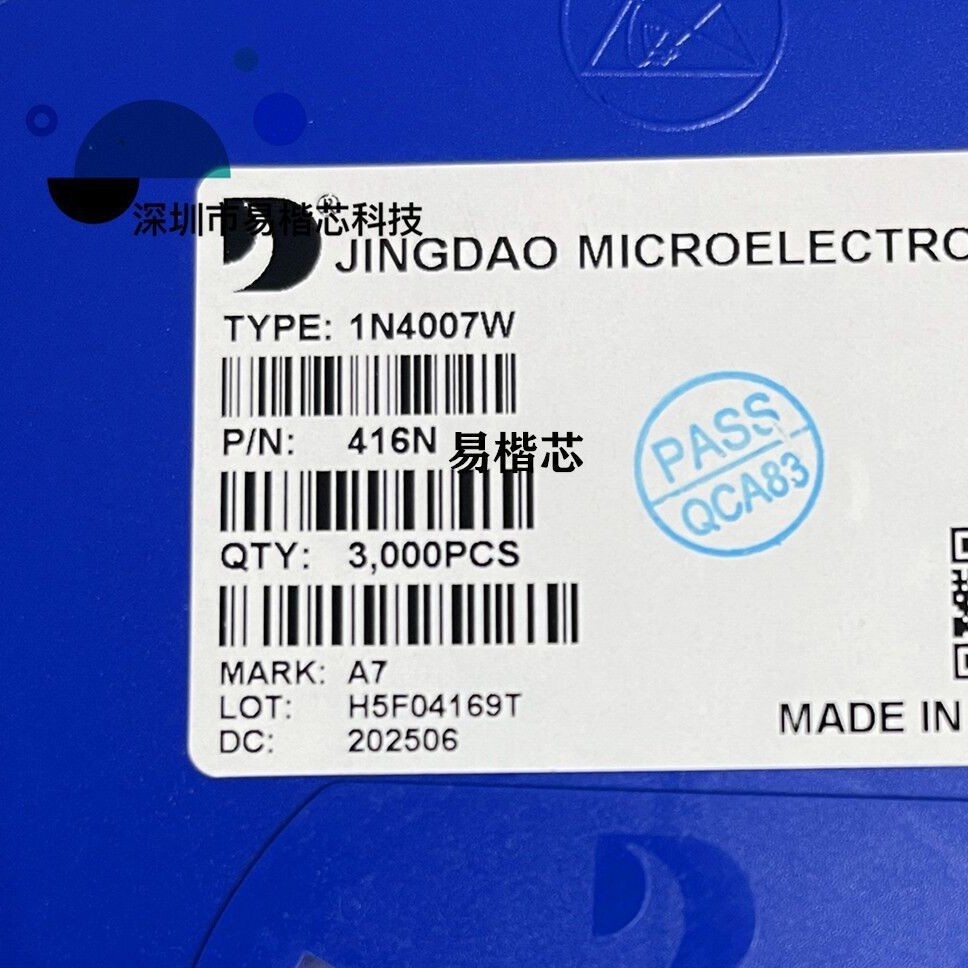 深圳市易楷芯科技
®
JINGDAO MICROELECTRO
TYPE: 1N4007W
P/N: 416N
易楷芯
QTY: 3,000PCS
PASS
QCA83
MARK: A7
LOT: H5F04169T
DC: 202506
MADE IN